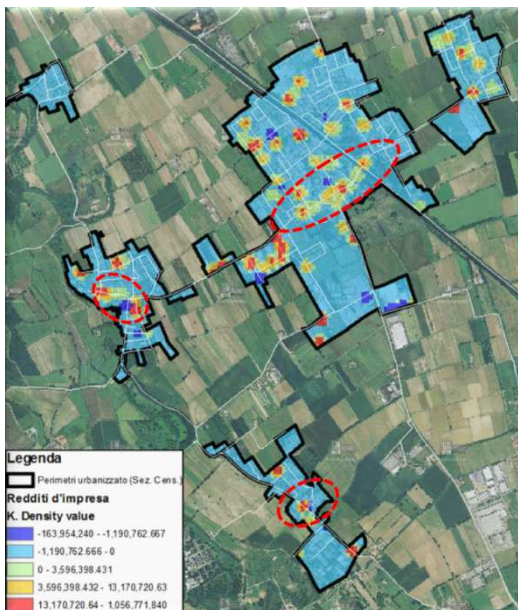 Legenda
Perimetri urbanizzato (Sez. Cens.)
Redditi d'impresa
K. Density value
-163,954,240 - -1,190,762.667
-1,190,762.666 - 0
0 - 3,596,398.431
3,596,398.432 - 13,170,720.63
13,170,720.64 - 1,056,771,840